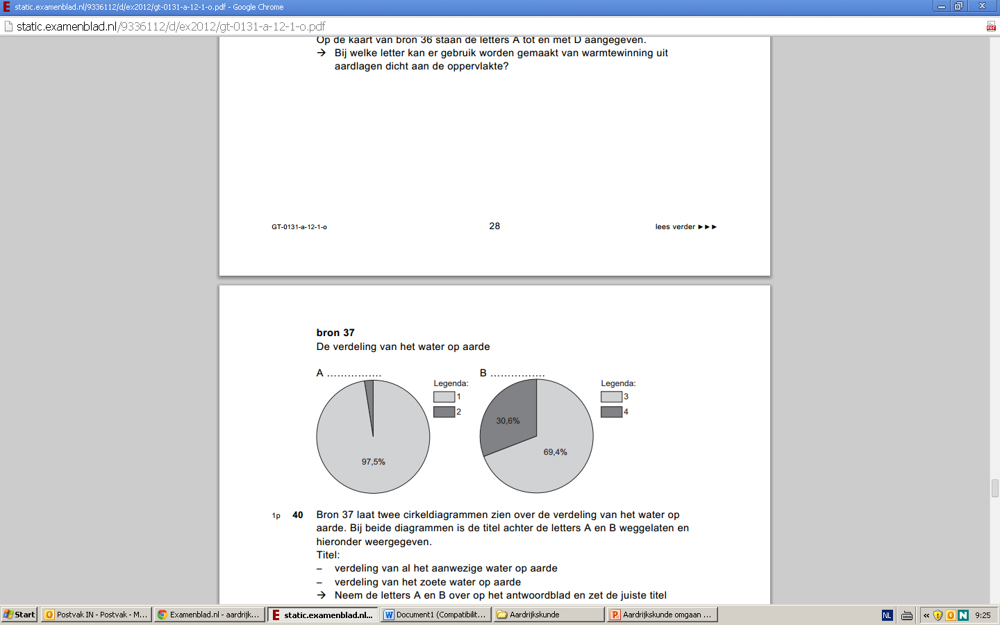 static.examenblad.nl/9336112/d/ex2012/gt-0131-a-12-1-o.pdf - Google Chrome
static.examenblad.nl/9336112/d/ex2012/gt-0131-a-12-1-o.pdf
Op de kaart van bron 36 staan de letters A tot en met D aangegeven.
→ Bij welke letter kan er gebruik worden gemaakt van warmtewinning uit
aardlagen dicht aan de oppervlakte?
GT-0131-a-12-1-o 28 lees verder ►►►
bron 37
De verdeling van het water op aarde
A ................ B ................
Legenda: Legenda:
1 3
2 4
30,6%
69,4%
97,5%
1p 40 Bron 37 laat twee cirkeldiagrammen zien over de verdeling van het water op
aarde. Bij beide diagrammen is de titel achter de letters A en B weggelaten en
hieronder weergegeven.
Titel:
– verdeling van al het aanwezige water op aarde
– verdeling van het zoete water op aarde
→ Neem de letters A en B over op het antwoordblad en zet de juiste titel
Start Postvak IN - Postvak - M... Examenblad.nl - aardrijk... static.examenblad.nl... Document1 (Compatibilit... Aardrijkskunde Aardrijkskunde omgaan ... NL « 9:25